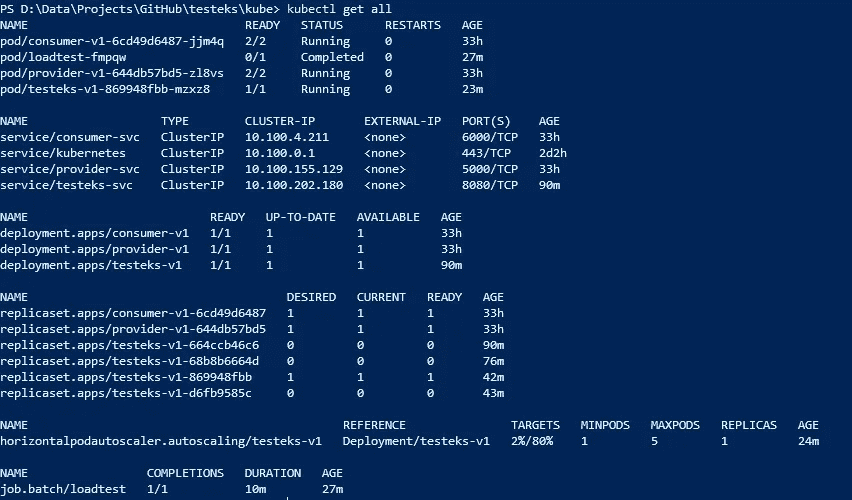 PS D:\Data\Projects\GitHub\testeks\kube> kubectl get all
NAME READY STATUS RESTARTS AGE
pod/consumer-v1-6cd49d6487-jjm4q 2/2 Running 0 33h
pod/loadtest-fmpqw 0/1 Completed 0 27m
pod/provider-v1-644db57bd5-zl8vs 2/2 Running 0 33h
pod/testeks-v1-869948fbb-mzxz8 1/1 Running 0 23m
NAME TYPE CLUSTER-IP EXTERNAL-IP PORT(S) AGE
service/consumer-svc ClusterIP 10.100.4.211 <none> 6000/TCP 33h
service/kubernetes ClusterIP 10.100.0.1 <none> 443/TCP 2d2h
service/provider-svc ClusterIP 10.100.155.129 <none> 5000/TCP 33h
service/testeks-svc ClusterIP 10.100.202.180 <none> 8080/TCP 90m
NAME READY UP-TO-DATE AVAILABLE AGE
deployment.apps/consumer-v1 1/1 1 1 33h
deployment.apps/provider-v1 1/1 1 1 33h
deployment.apps/testeks-v1 1/1 1 1 90m
NAME DESIRED CURRENT READY AGE
replicaset.apps/consumer-v1-6cd49d6487 1 1 1 33h
replicaset.apps/provider-v1-644db57bd5 1 1 1 33h
replicaset.apps/testeks-v1-664ccb46c6 0 0 0 90m
replicaset.apps/testeks-v1-68b8b6664d 0 0 0 76m
replicaset.apps/testeks-v1-869948fbb 1 1 1 42m
replicaset.apps/testeks-v1-d6fb9585c 0 0 0 43m
NAME REFERENCE TARGETS MINPODS MAXPODS REPLICAS AGE
horizontalpodautoscaler.autoscaling/testeks-v1 Deployment/testeks-v1 2%/80% 1 5 1 24m
NAME COMPLETIONS DURATION AGE
job.batch/loadtest 1/1 10m 27m